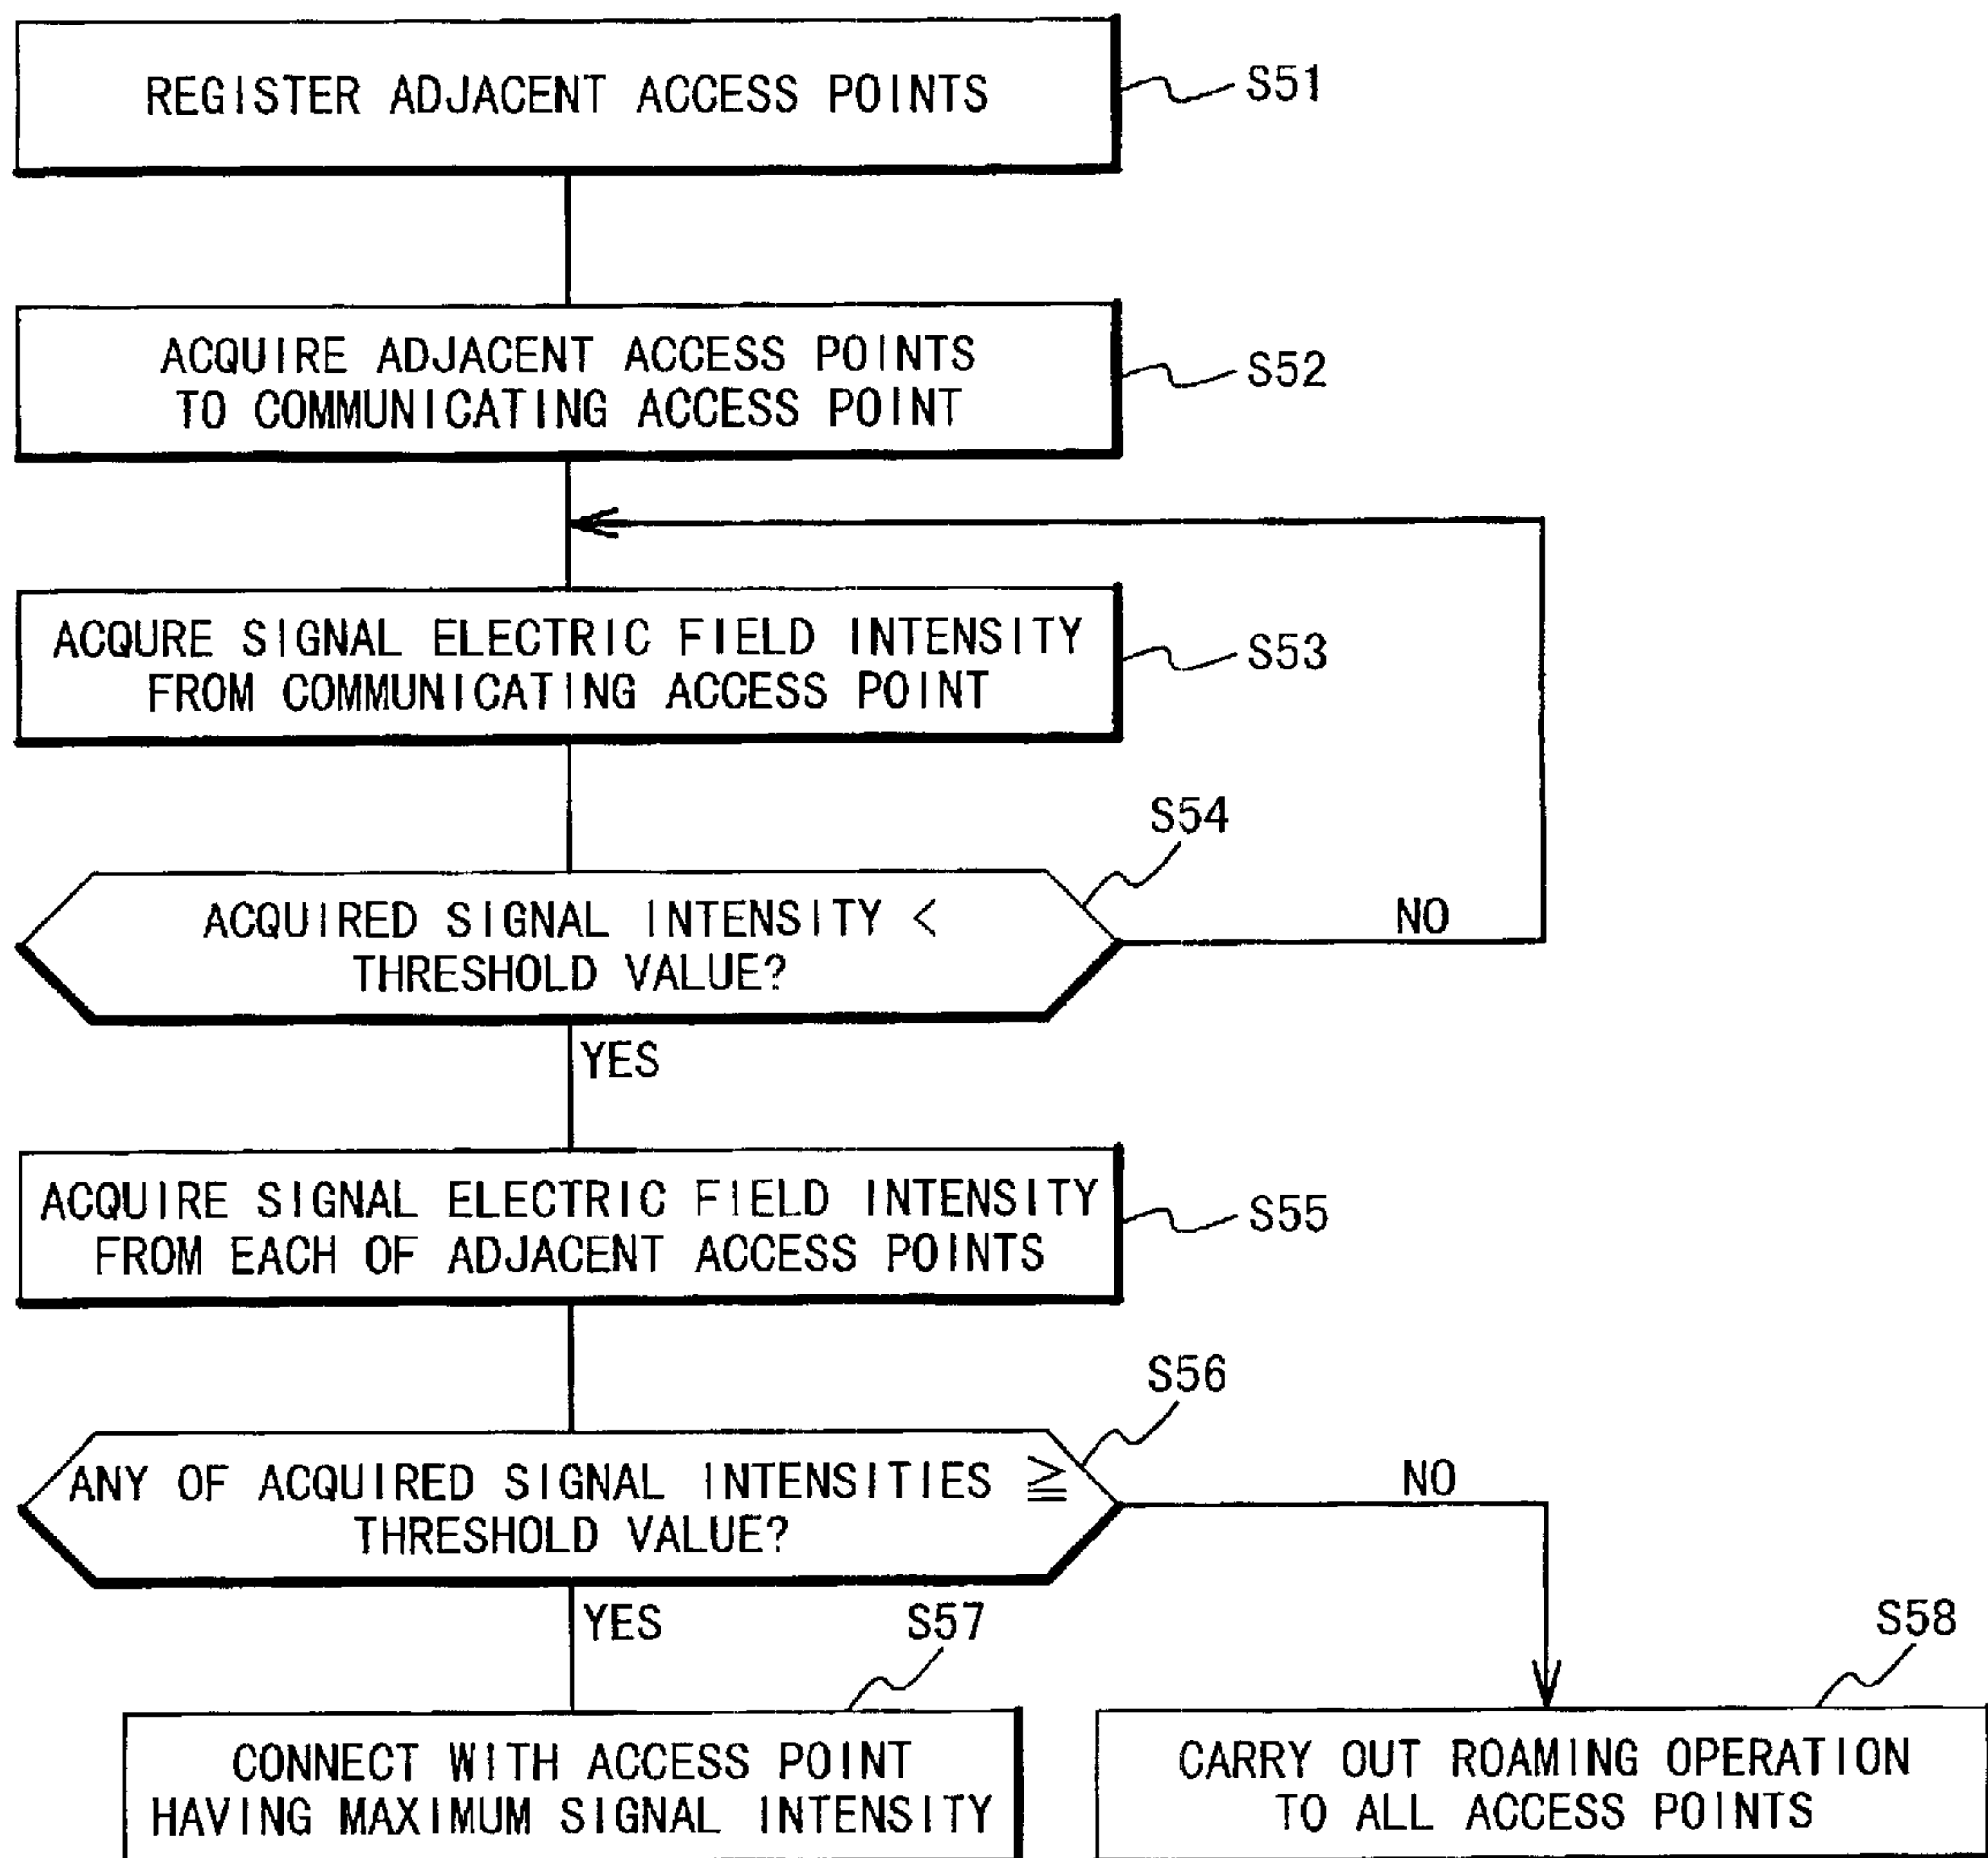 REGISTER ADJACENT ACCESS POINTS
S51
ACQUIRE ADJACENT ACCESS POINTS
TO COMMUNICATING ACCESS POINT
S52
ACQURE SIGNAL ELECTRIC FIELD INTENSITY
FROM COMMUNICATING ACCESS POINT
S53
S54
ACQUIRED SIGNAL INTENSITY <
THRESHOLD VALUE?
NO
YES
ACQUIRE SIGNAL ELECTRIC FIELD INTENSITY
FROM EACH OF ADJACENT ACCESS POINTS
S55
S56
ANY OF ACQUIRED SIGNAL INTENSITIES ≧
THRESHOLD VALUE?
NO
YES
S57
S58
CONNECT WITH ACCESS POINT
HAVING MAXIMUM SIGNAL INTENSITY
CARRY OUT ROAMING OPERATION
TO ALL ACCESS POINTS